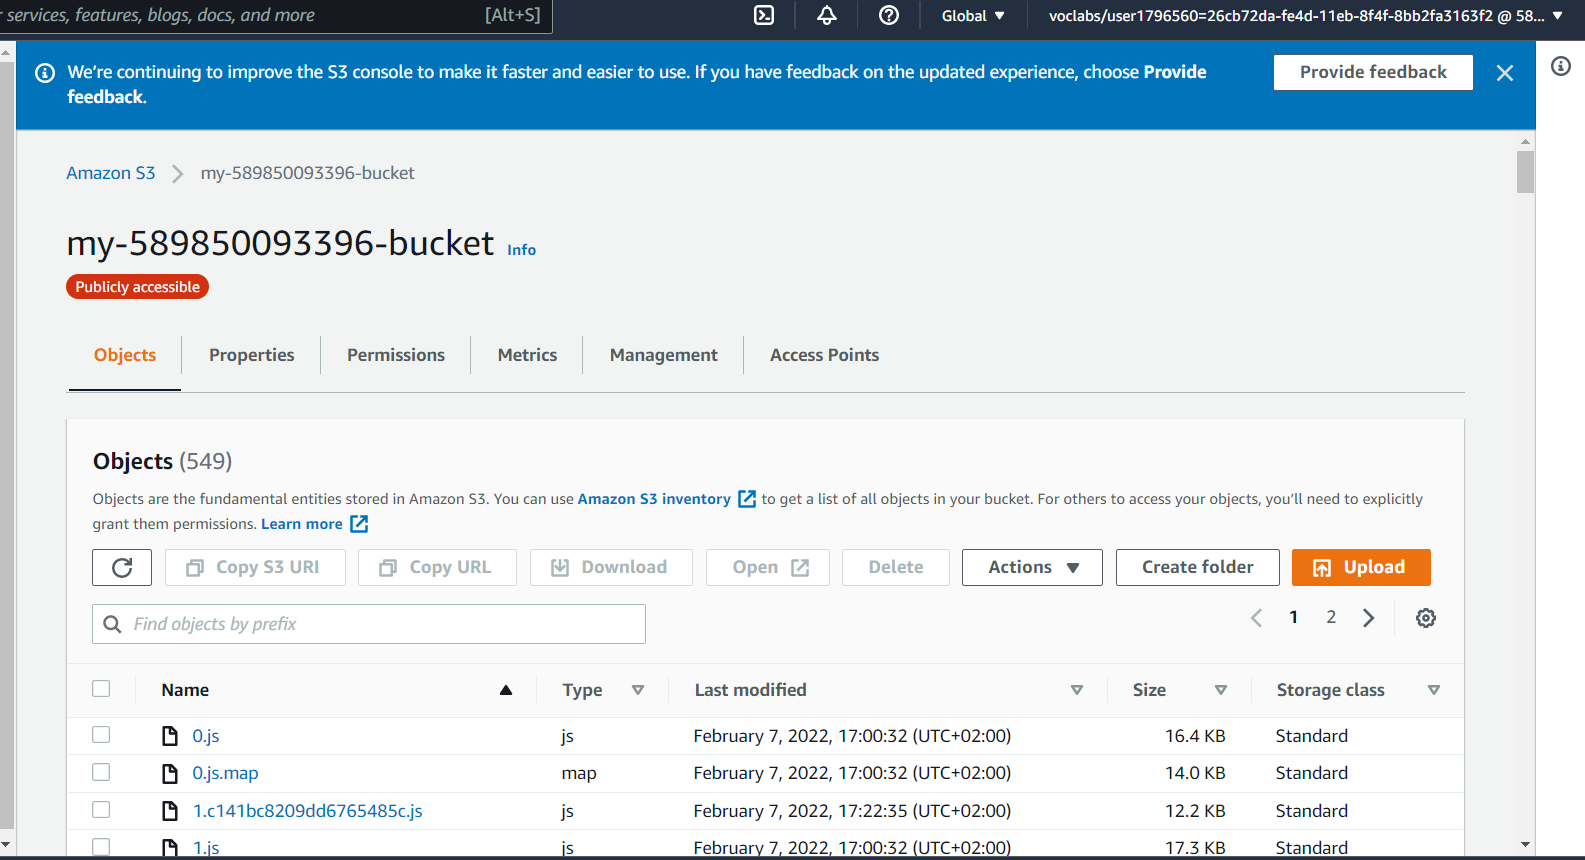 services, features, blogs, docs, and more [Alt+S] Global voclabs/user1796560=26cb72da-fe4d-11eb-8f4f-8bb2fa3163f2 @ 58...
We're continuing to improve the S3 console to make it faster and easier to use. If you have feedback on the updated experience, choose Provide
feedback.
Provide feedback
Amazon S3 my-589850093396-bucket
my-589850093396-bucket Info
Publicly accessible
Objects Properties Permissions Metrics Management Access Points
Objects (549)
Objects are the fundamental entities stored in Amazon S3. You can use Amazon S3 inventory to get a list of all objects in your bucket. For others to access your objects, you'll need to explicitly
grant them permissions. Learn more
Copy S3 URI Copy URL Download Open Delete Actions Create folder Upload
Find objects by prefix 1 2
Name Type Last modified Size Storage class
0.js js February 7, 2022, 17:00:32 (UTC+02:00) 16.4 KB Standard
0.js.map map February 7, 2022, 17:00:32 (UTC+02:00) 14.0 KB Standard
1.c141bc8209dd6765485c.js js February 7, 2022, 17:22:35 (UTC+02:00) 12.2 KB Standard
1.js js February 7, 2022, 17:00:32 (UTC+02:00) 17.3 KB Standard